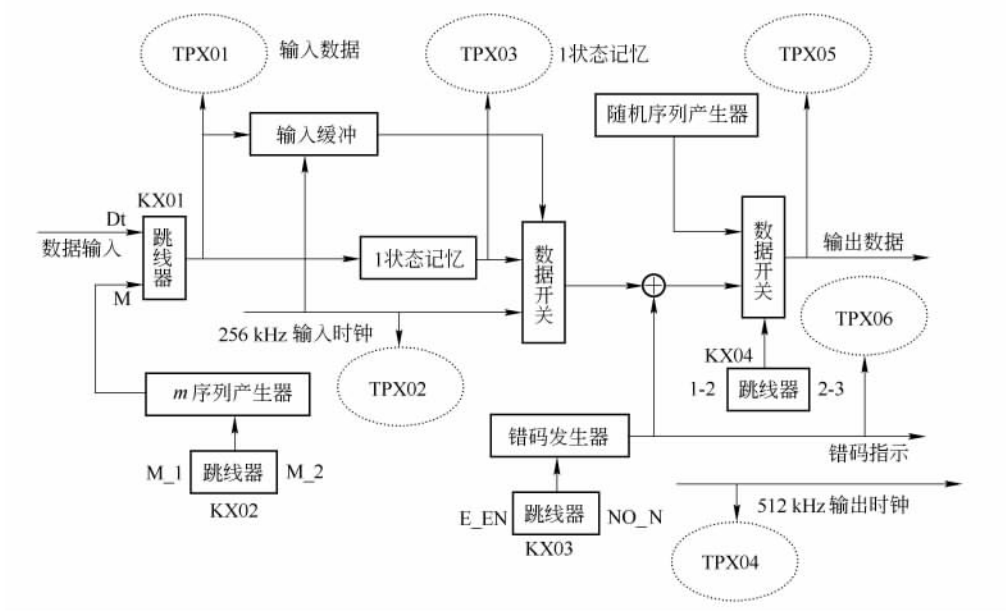 TPX01
输入数据
TPX03
1状态记忆
TPX05
随机序列产生器
输入缓冲
KX01
Dt
数据输入
跳线器
M
1状态记忆
数据开关
数据开关
输出数据
256 kHz 输入时钟
TPX02
TPX06
KX04
1-2
跳线器
2-3
m 序列产生器
错码发生器
错码指示
M_1
跳线器
M_2
KX02
E_EN
跳线器
NO_N
KX03
512 kHz 输出时钟
TPX04